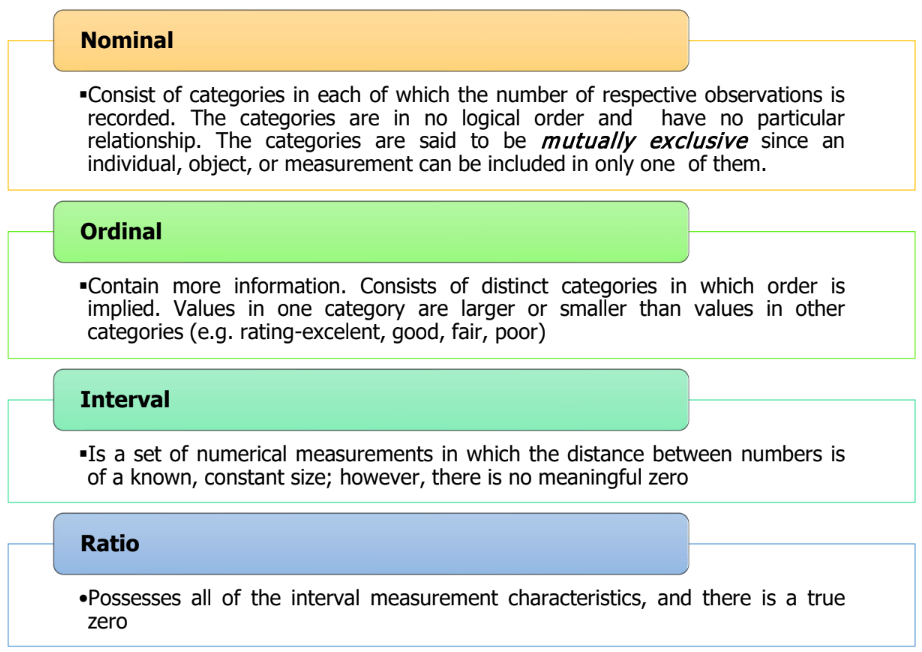 Nominal
▪Consist of categories in each of which the number of respective observations is
recorded. The categories are in no logical order and have no particular
relationship. The categories are said to be mutually exclusive since an
individual, object, or measurement can be included in only one of them.
Ordinal
▪Contain more information. Consists of distinct categories in which order is
implied. Values in one category are larger or smaller than values in other
categories (e.g. rating-excelent, good, fair, poor)
Interval
▪Is a set of numerical measurements in which the distance between numbers is
of a known, constant size; however, there is no meaningful zero
Ratio
•Possesses all of the interval measurement characteristics, and there is a true
zero